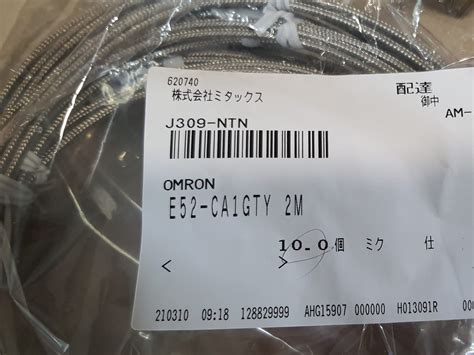 620740
配達
株式会社ミタックス
御中
AM-
J309-NTN
OMRON
E52-CA1GTY 2M
10.0個 ミク 仕
< >
210310 09:18 128829999 AHG15907 000000 H013091R